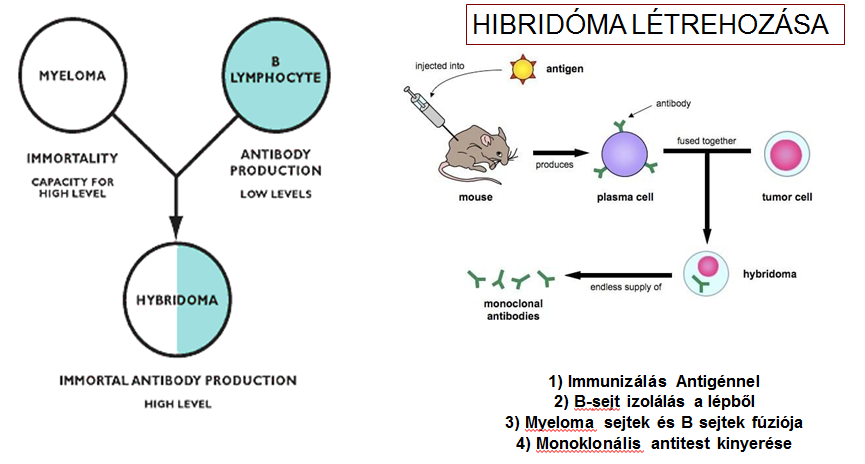 HIBRIDÓMA LÉTREHOZÁSA
MYELOMA
B
LYMPHOCYTE
IMMORTALITY
CAPACITY FOR
HIGH LEVEL
ANTIBODY
PRODUCTION
LOW LEVELS
HYBRIDOMA
IMMORTAL ANTIBODY PRODUCTION
HIGH LEVEL
injected into
antigen
antibody
fused together
produces
mouse
plasma cell
tumor cell
hybridoma
endless supply of
monoclonal
antibodies
1) Immunizálás Antigénnel
2) B-sejt izolálás a lépből
3) Myeloma sejtek és B sejtek fúziója
4) Monoklonális antitest kinyerése